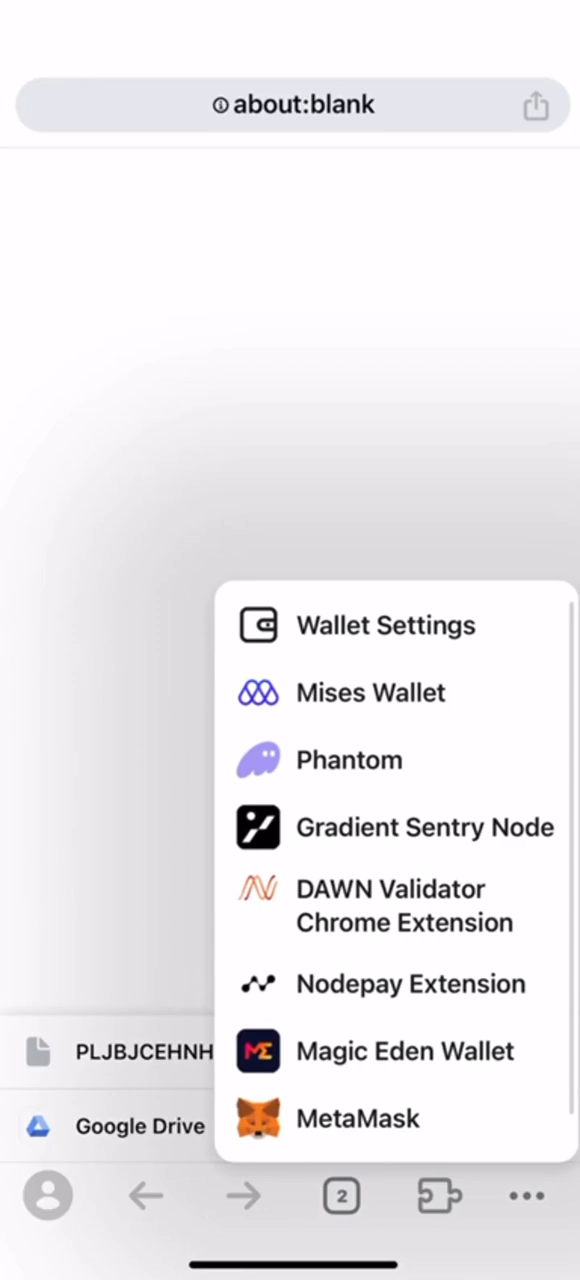 about:blank
Wallet Settings
Mises Wallet
Phantom
Gradient Sentry Node
DAWN Validator
Chrome Extension
Nodepay Extension
PLJBJCEHNH
Magic Eden Wallet
MetaMask
Google Drive
2